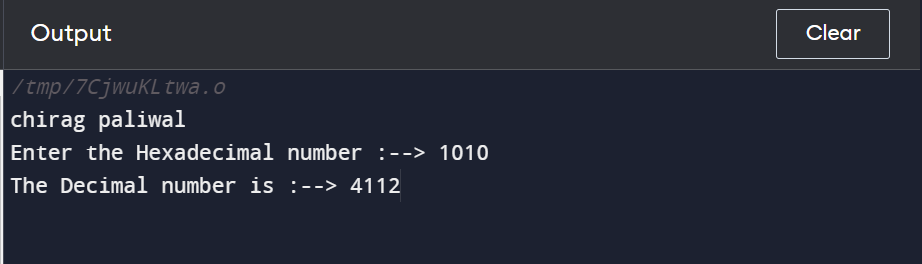 Output
Clear
/tmp/7CjwuKLtwa.o
chirag paliwal
Enter the Hexadecimal number :--> 1010
The Decimal number is :--> 4112